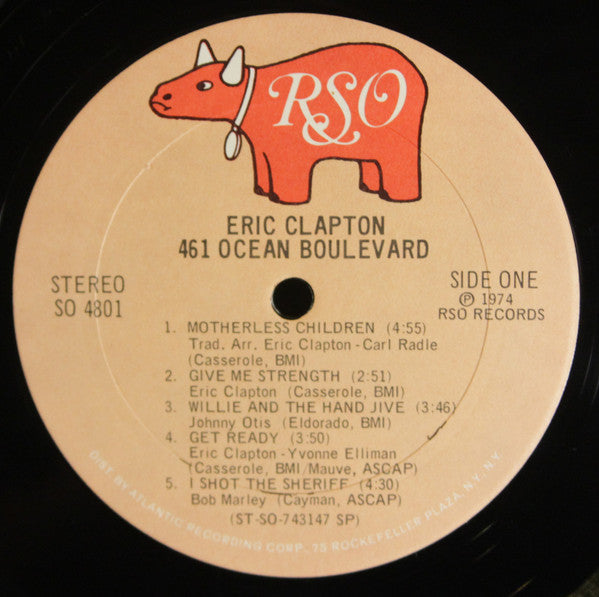 RSO
ERIC CLAPTON
461 OCEAN BOULEVARD
STEREO
SO 4801
SIDE ONE
Ⓟ 1974
RSO RECORDS
1. MOTHERLESS CHILDREN (4:55)
Trad. Arr. Eric Clapton - Carl Radle
(Casserole, BMI)
2. GIVE ME STRENGTH (2:51)
Eric Clapton (Casserole, BMI)
3. WILLIE AND THE HAND JIVE (3:46)
Johnny Otis (Eldorado, BMI)
4. GET READY (3:50)
Eric Clapton - Yvonne Elliman
(Casserole, BMI/Mauve, ASCAP)
5. I SHOT THE SHERIFF (4:30)
Bob Marley (Cayman, ASCAP)
(ST-SO-743147 SP)
DIST. BY ATLANTIC RECORDING CORP. 75 ROCKEFELLER PLAZA, N.Y. N.Y.